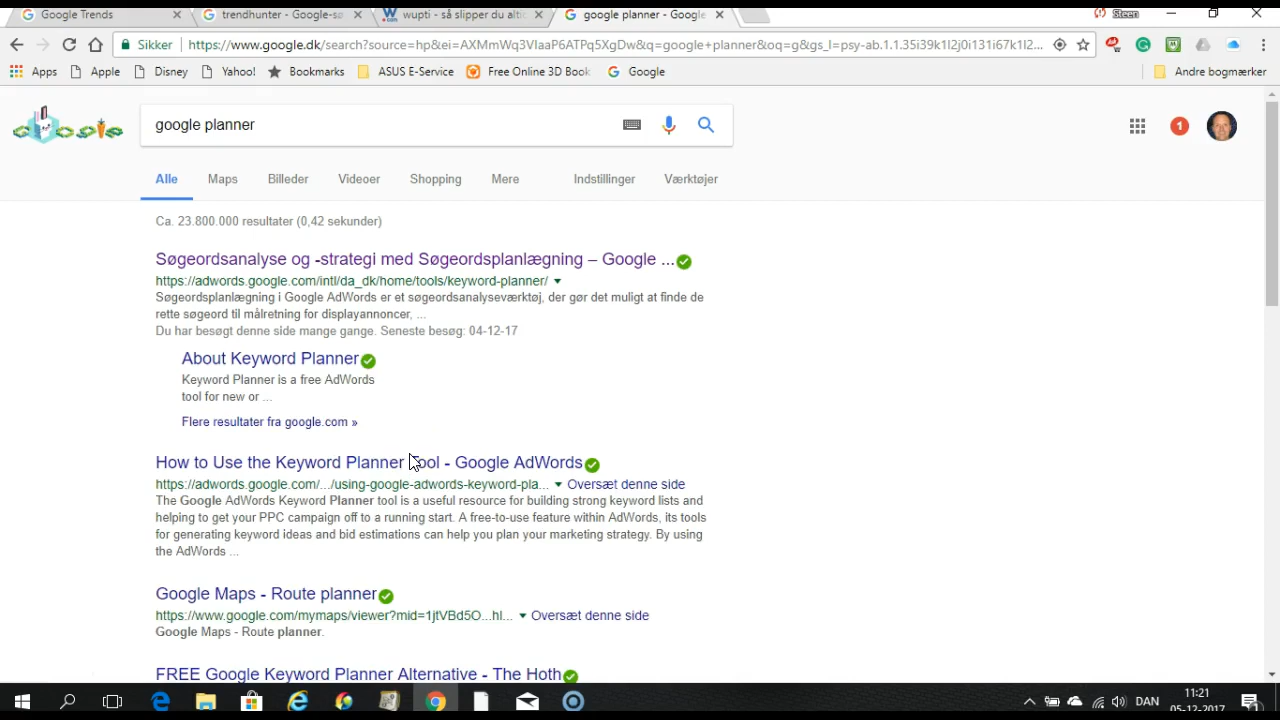 Google Trends
trendhunter - Google-sø
wupti - så slipper du altid
google planner - Google
Steen
Sikker
https://www.google.dk/search?source=hp&ei=AXMmWq3VIaaP6ATPq5XgDw&q=google+planner&oq=g&gs_l=psy-ab.1.1.35i39k1l2j0i131i67k1l2...
Apps
Apple
Disney
Yahoo!
Bookmarks
ASUS E-Service
Free Online 3D Book
Google
Andre bogmærker
google planner
1
Alle
Maps
Billeder
Videoer
Shopping
Mere
Indstillinger
Værktøjer
Ca. 23.800.000 resultater (0,42 sekunder)
Søgeordsanalyse og -strategi med Søgeordsplanlægning – Google ...
https://adwords.google.com/intl/da_dk/home/tools/keyword-planner/
Søgeordsplanlægning i Google AdWords er et søgeordsanalyseværktøj, der gør det muligt at finde de
rette søgeord til målretning for displayannoncer, ...
Du har besøgt denne side mange gange. Seneste besøg: 04-12-17
About Keyword Planner
Keyword Planner is a free AdWords
tool for new or ...
Flere resultater fra google.com »
How to Use the Keyword Planner Tool - Google AdWords
https://adwords.google.com/.../using-google-adwords-keyword-pla... Oversæt denne side
The Google AdWords Keyword Planner tool is a useful resource for building strong keyword lists and
helping to get your PPC campaign off to a running start. A free-to-use feature within AdWords, its tools
for generating keyword ideas and bid estimations can help you plan your marketing strategy. By using
the AdWords ...
Google Maps - Route planner
https://www.google.com/mymaps/viewer?mid=1jtVBd5O...hl... Oversæt denne side
Google Maps - Route planner.
FREE Google Keyword Planner Alternative - The Hoth
DAN
11:21
05-12-2017